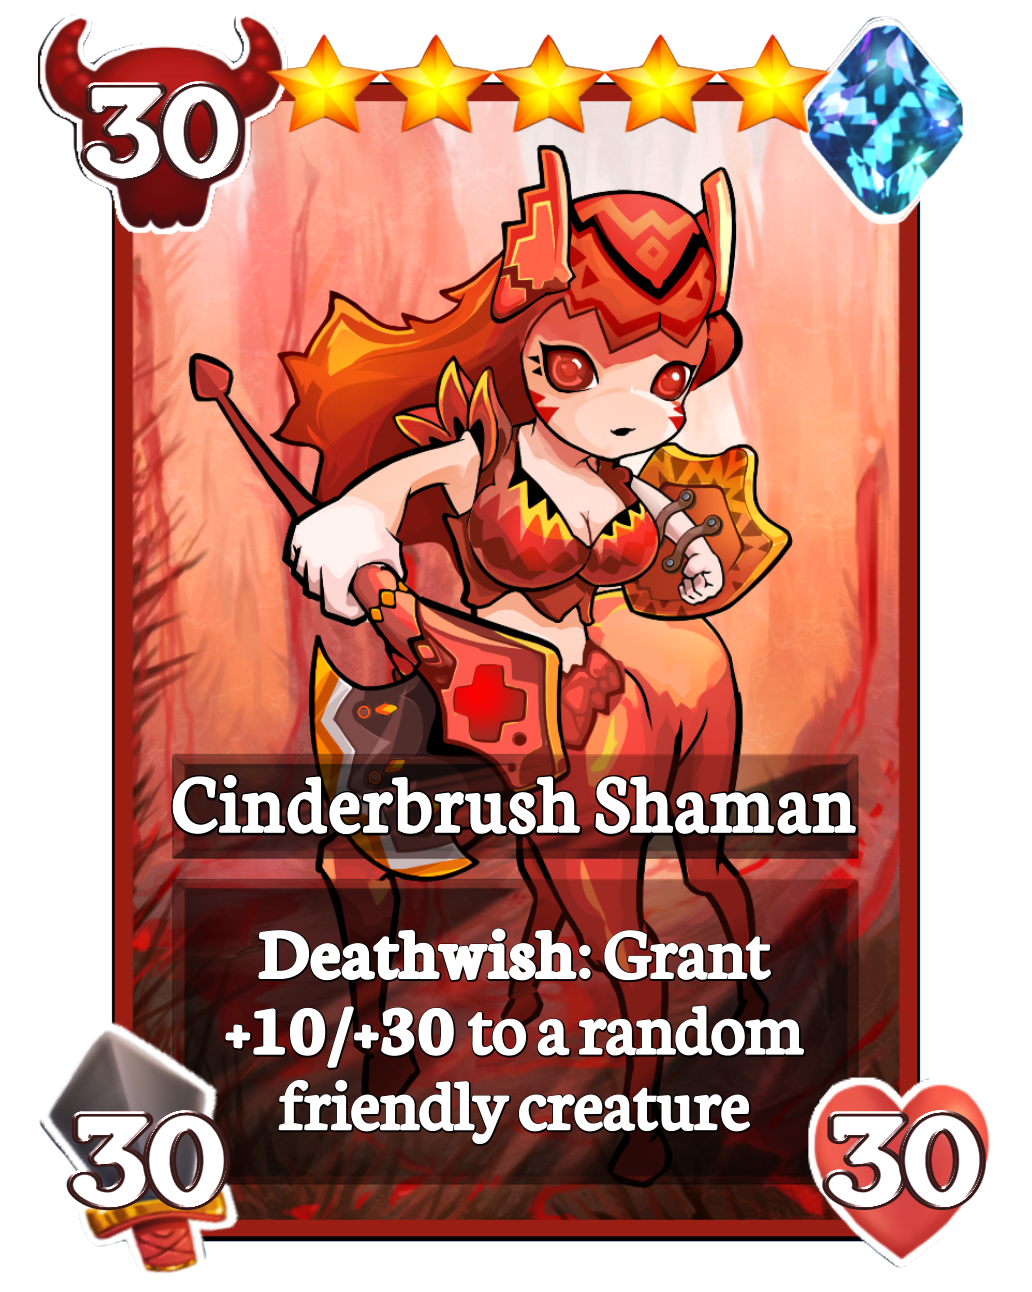 30
Cinderbrush Shaman
Deathwish: Grant
+10/+30 to a random
friendly creature
30
30